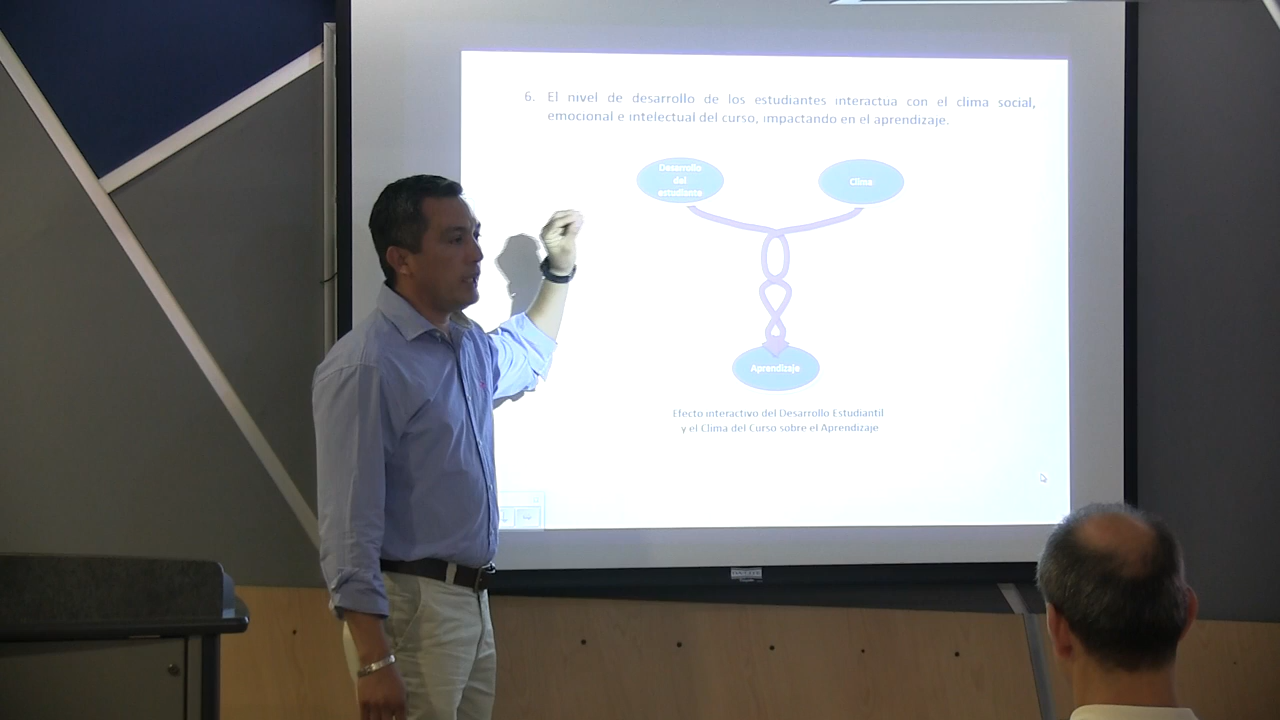 6. El nivel de desarrollo de los estudiantes interactua con el clima social,
emocional e intelectual del curso, impactando en el aprendizaje.
Desarrollo
del
estudiante
Clima
Aprendizaje
Efecto interactivo del Desarrollo Estudiantil
y el Clima del Curso sobre el Aprendizaje